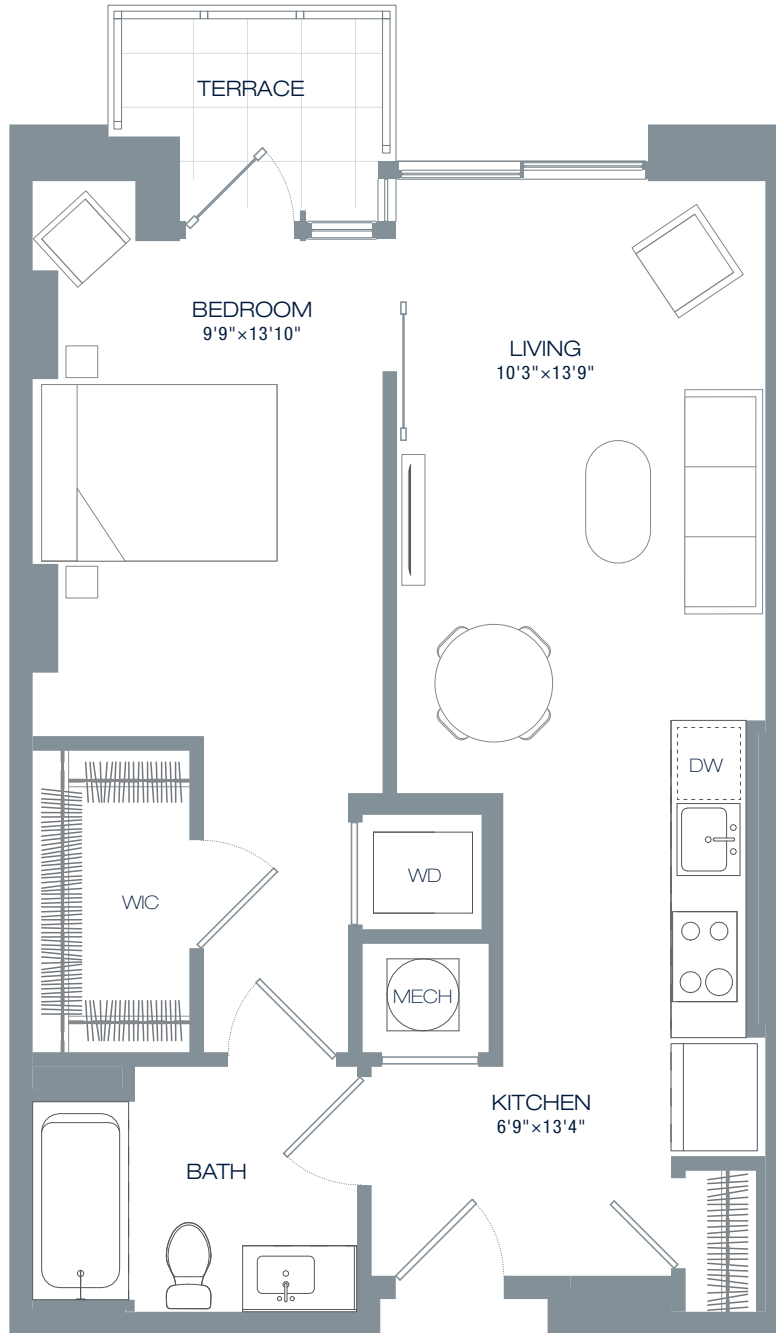 TERRACE
BEDROOM
9'9"×13'10"
LIVING
10'3"×13'9"
DW
WD
WIC
MECH
KITCHEN
6'9"×13'4"
BATH